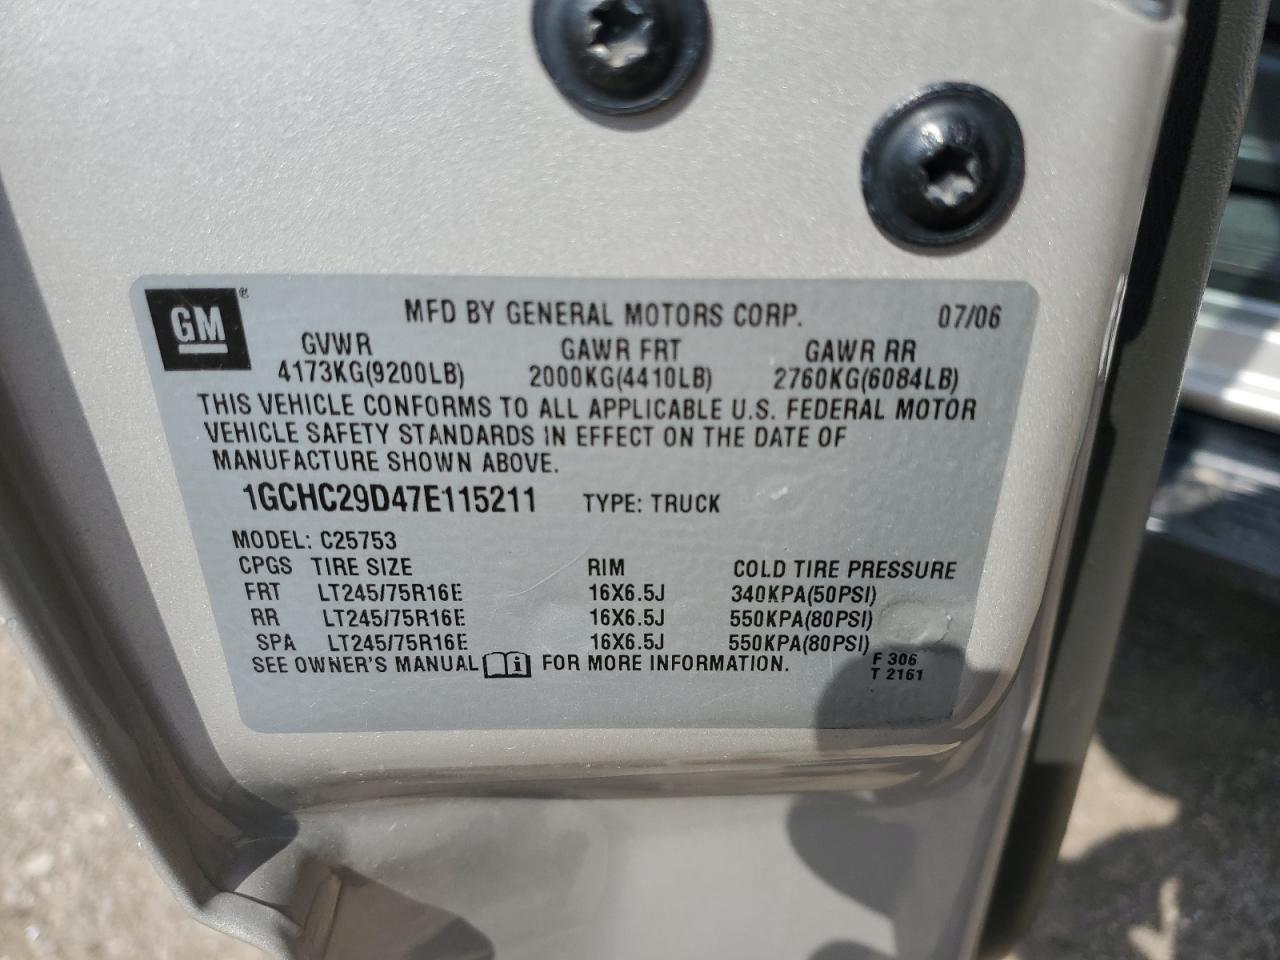 GM ® MFD BY GENERAL MOTORS CORP. 07/06
GVWR GAWR FRT GAWR RR
4173KG(9200LB) 2000KG(4410LB) 2760KG(6084LB)
THIS VEHICLE CONFORMS TO ALL APPLICABLE U.S. FEDERAL MOTOR
VEHICLE SAFETY STANDARDS IN EFFECT ON THE DATE OF
MANUFACTURE SHOWN ABOVE.
1GCHC29D47E115211 TYPE: TRUCK
MODEL: C25753
CPGS TIRE SIZE RIM COLD TIRE PRESSURE
FRT LT245/75R16E 16X6.5J 340KPA(50PSI)
RR LT245/75R16E 16X6.5J 550KPA(80PSI)
SPA LT245/75R16E 16X6.5J 550KPA(80PSI)
SEE OWNER'S MANUAL i FOR MORE INFORMATION. F 306
T 2161